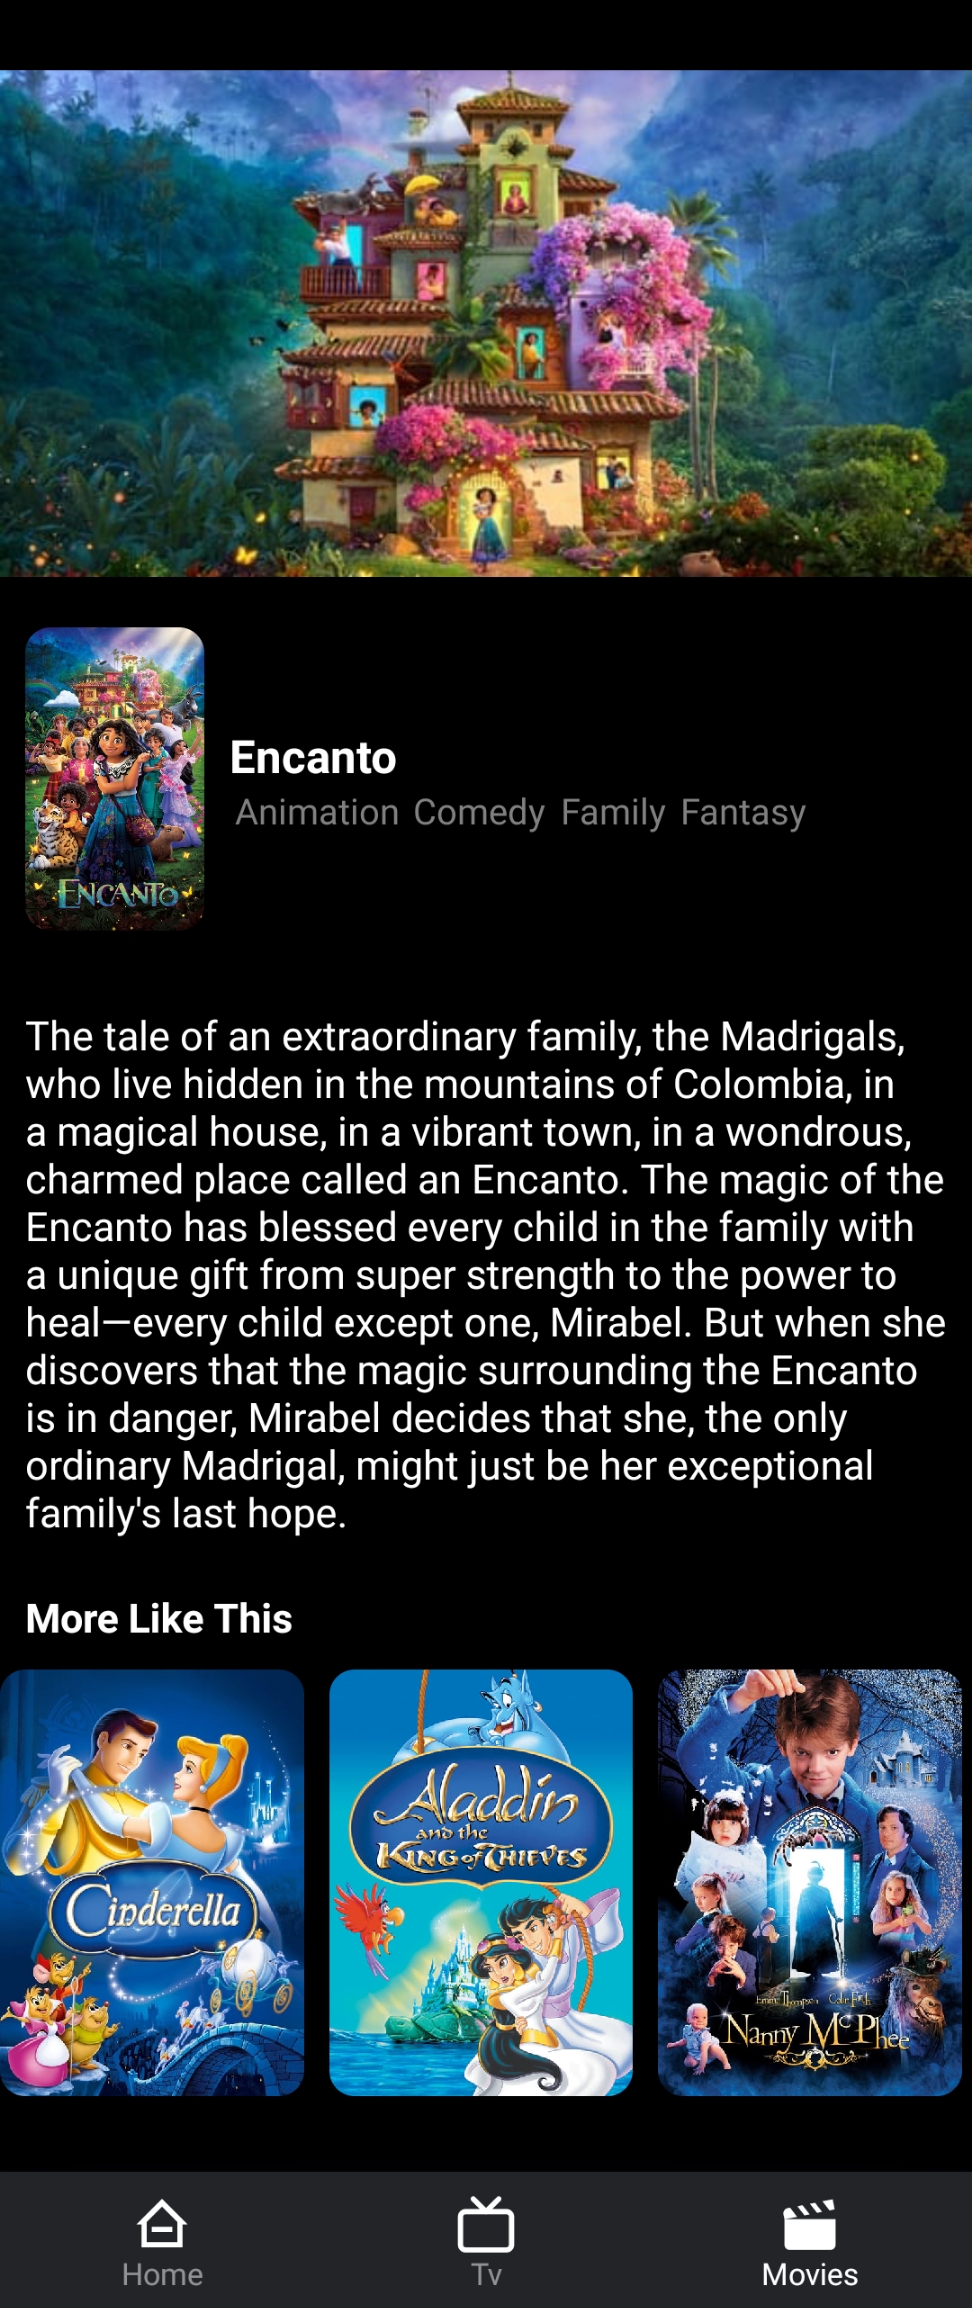 Encanto
Animation Comedy Family Fantasy
ENCANTO
The tale of an extraordinary family, the Madrigals,
who live hidden in the mountains of Colombia, in
a magical house, in a vibrant town, in a wondrous,
charmed place called an Encanto. The magic of the
Encanto has blessed every child in the family with
a unique gift from super strength to the power to
heal—every child except one, Mirabel. But when she
discovers that the magic surrounding the Encanto
is in danger, Mirabel decides that she, the only
ordinary Madrigal, might just be her exceptional
family's last hope.
More Like This
Cinderella
Aladdin
and the
KING of THIEVES
Emma Thompson Colin Firth
Nanny McPhee
Home
Tv
Movies